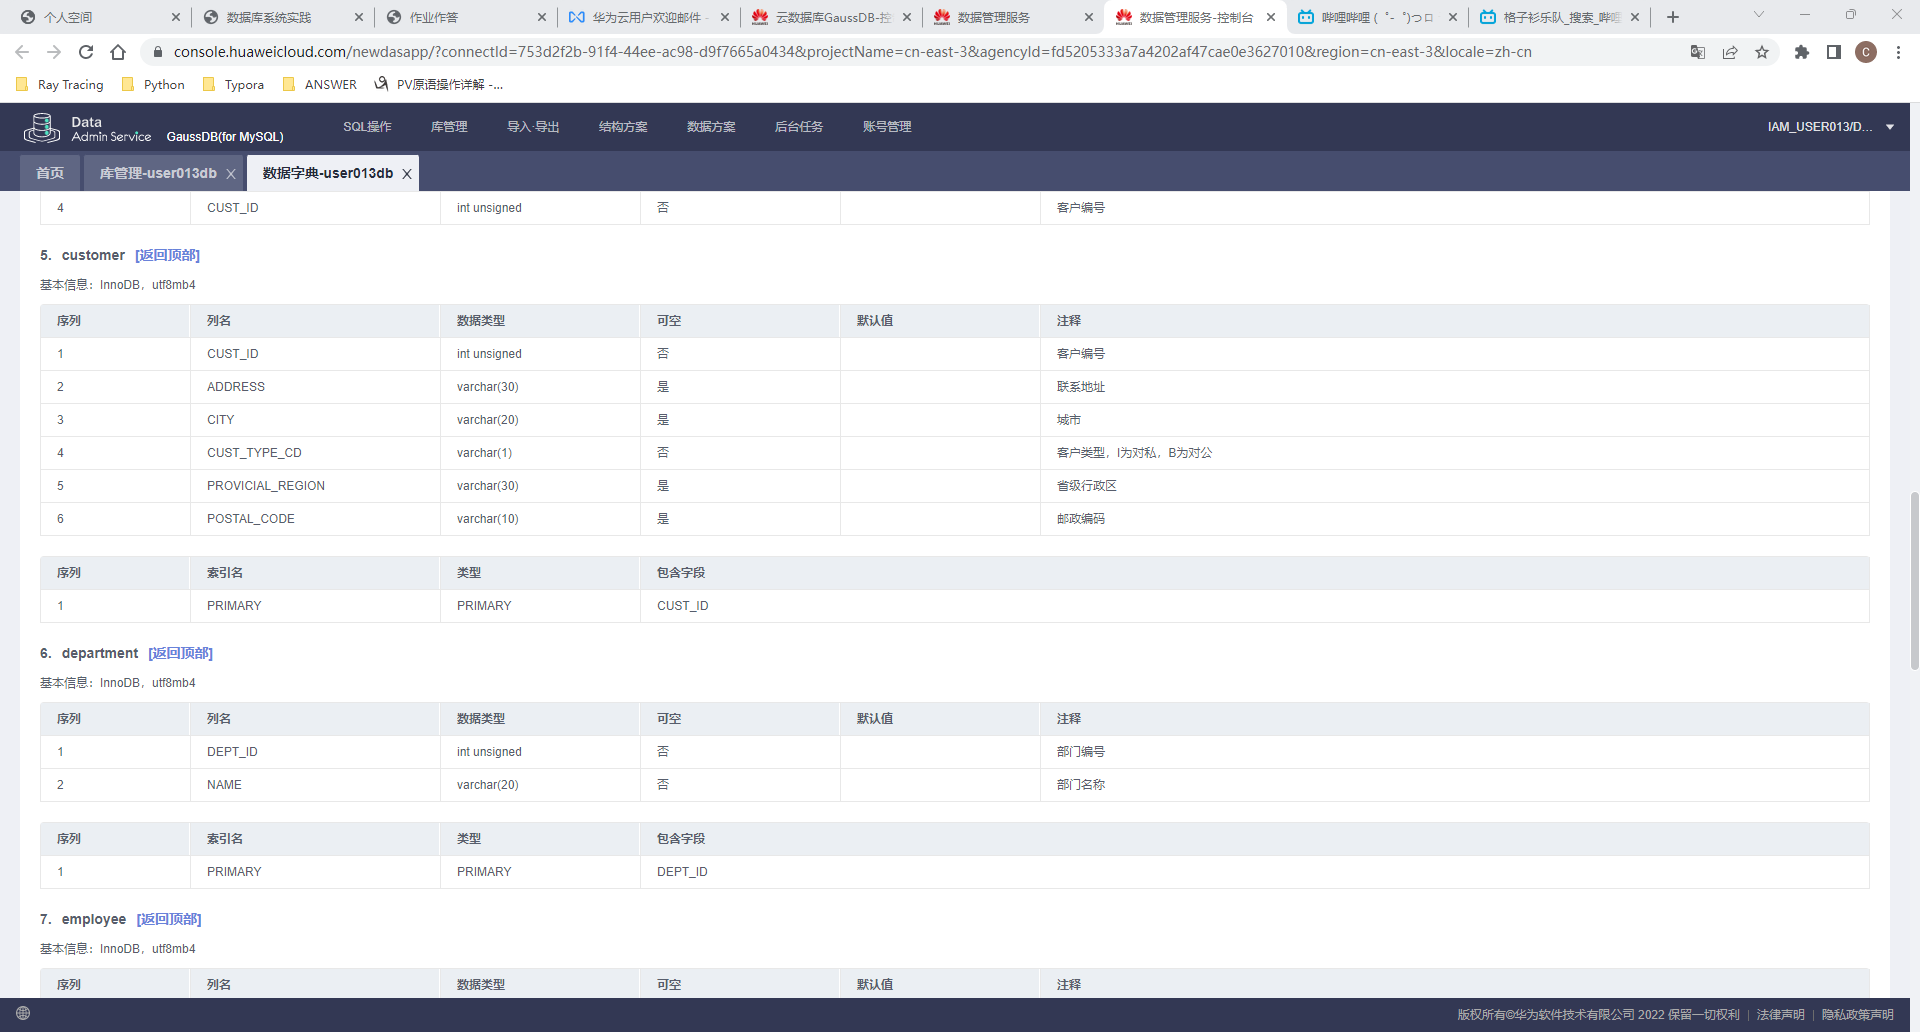 个人空间
数据库系统实践
作业作答
华为云用户欢迎邮件 -
云数据库GaussDB-控
数据管理服务
数据管理服务-控制台
哔哩哔哩 (゜-゜)つロ
格子衫乐队_搜索_哔哩
console.huaweicloud.com/newdasapp/?connectId=753d2f2b-91f4-44ee-ac98-d9f7665a0434&projectName=cn-east-3&agencyId=fd5205333a7a4202af47cae0e3627010&region=cn-east-3&locale=zh-cn
C
Ray Tracing Python Typora ANSWER PV原语操作详解 -...
Data
Admin Service GaussDB(for MySQL)
SQL操作 库管理 导入·导出 结构方案 数据方案 后台任务 账号管理
IAM_USER013/D...
首页 库管理-user013db 数据字典-user013db
4 CUST_ID int unsigned 否 客户编号
5. customer [返回顶部]
基本信息：InnoDB，utf8mb4
序列 列名 数据类型 可空 默认值 注释
1 CUST_ID int unsigned 否 客户编号
2 ADDRESS varchar(30) 是 联系地址
3 CITY varchar(20) 是 城市
4 CUST_TYPE_CD varchar(1) 否 客户类型，I为对私，B为对公
5 PROVICIAL_REGION varchar(30) 是 省级行政区
6 POSTAL_CODE varchar(10) 是 邮政编码
序列 索引名 类型 包含字段
1 PRIMARY PRIMARY CUST_ID
6. department [返回顶部]
基本信息：InnoDB，utf8mb4
序列 列名 数据类型 可空 默认值 注释
1 DEPT_ID int unsigned 否 部门编号
2 NAME varchar(20) 否 部门名称
序列 索引名 类型 包含字段
1 PRIMARY PRIMARY DEPT_ID
7. employee [返回顶部]
基本信息：InnoDB，utf8mb4
序列 列名 数据类型 可空 默认值 注释
版权所有©华为软件技术有限公司 2022 保留一切权利 | 法律声明 | 隐私政策声明